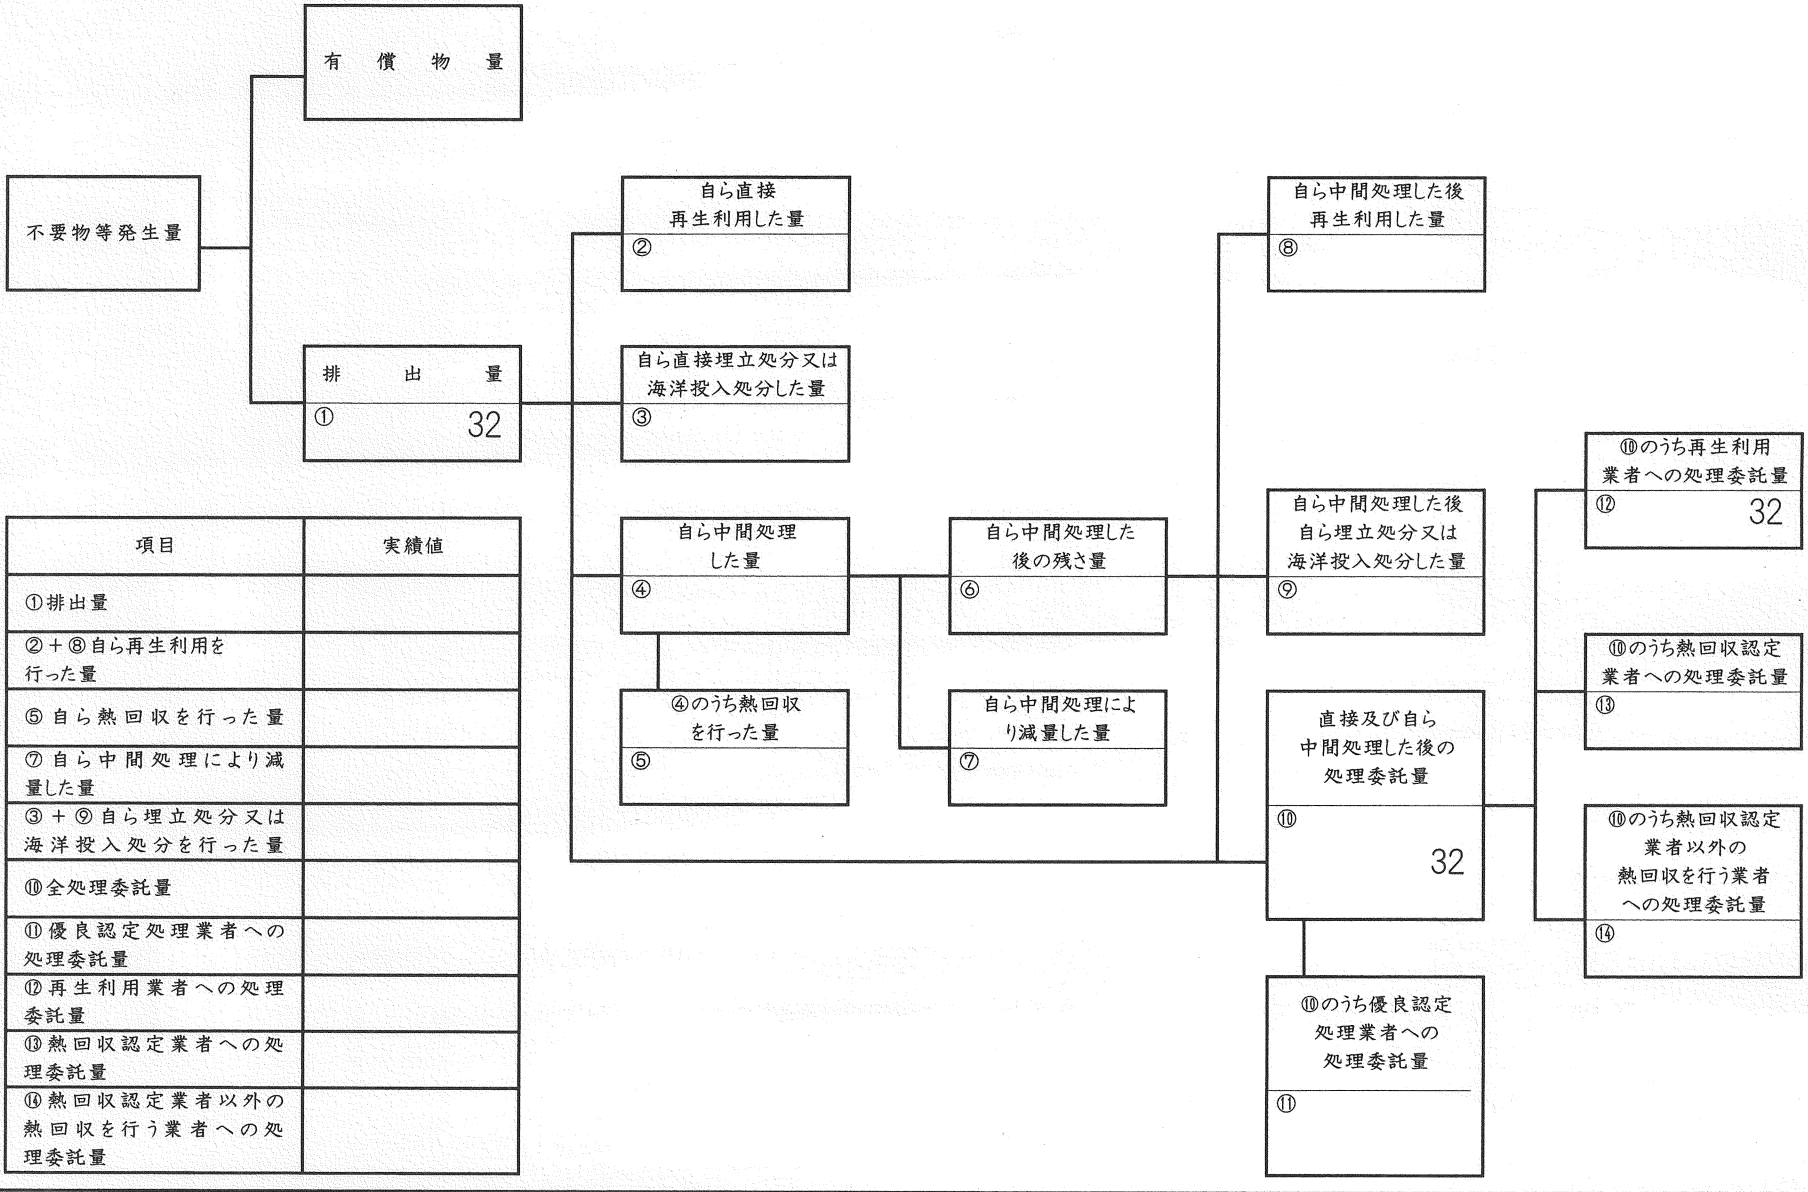 有償物量
不要物等発生量
排出量
① 32
自ら直接
再生利用した量
②
自ら直接埋立処分又は
海洋投入処分した量
③
自ら中間処理
した量
④
④のうち熱回収
を行った量
⑤
自ら中間処理した
後の残さ量
⑥
自ら中間処理によ
り減量した量
⑦
自ら中間処理した後
再生利用した量
⑧
自ら中間処理した後
自ら埋立処分又は
海洋投入処分した量
⑨
直接及び自ら
中間処理した後の
処理委託量
⑩
32
⑩のうち優良認定
処理業者への
処理委託量
⑪
⑩のうち再生利用
業者への処理委託量
⑫ 32
⑩のうち熱回収認定
業者への処理委託量
⑬
⑩のうち熱回収認定
業者以外の
熱回収を行う業者
への処理委託量
⑭
項目 実績値
①排出量
②+⑧自ら再生利用を
行った量
⑤自ら熱回収を行った量
⑦自ら中間処理により減
量した量
③+⑨自ら埋立処分又は
海洋投入処分を行った量
⑩全処理委託量
⑪優良認定処理業者への
処理委託量
⑫再生利用業者への処理
委託量
⑬熱回収認定業者への処
理委託量
⑭熱回収認定業者以外の
熱回収を行う業者への処
理委託量